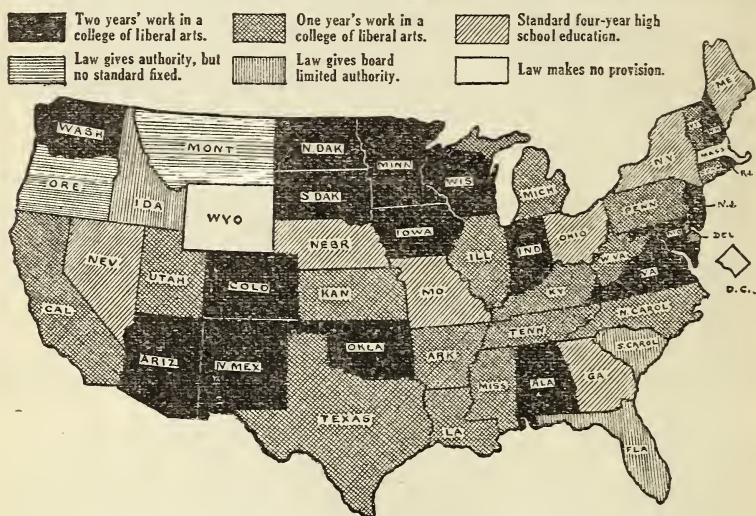 Two years' work in a
college of liberal arts.
One year's work in a
college of liberal arts.
Standard four-year high
school education.
Law gives authority, but
no standard fixed.
Law gives board
limited authority.
Law makes no provision.
WASH
MONT
N. DAK
MINN
ME.
ORE.
IDA
S DAK
WIS
MICH
N.Y
MASS
R.I.
WYO
NEBR
IOWA
PENN
N.J.
NEV.
UTAH
COLO
KAN
MO.
ILL
IND
OHIO
W.VA.
VA
DEL
D.C.
CAL
KY
N. CAROL
ARIZ
N. MEX
OKLA
ARK
TENN
S. CAROL
TEXAS
LA
MISS
ALA
GA
FLA